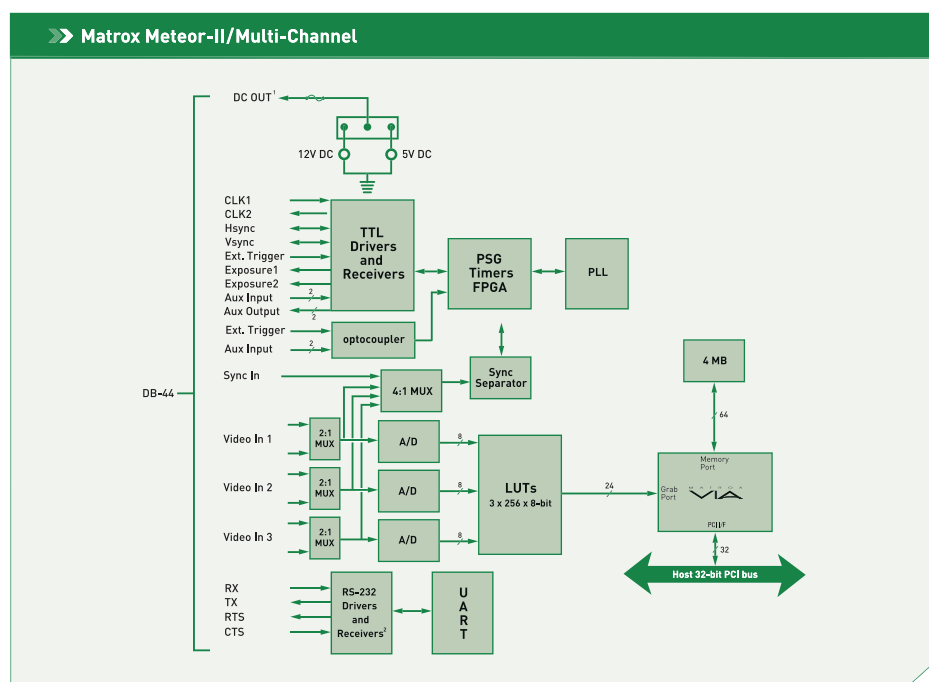 Matrox Meteor-II/Multi-Channel
DC OUT¹
12V DC
5V DC
CLK1
CLK2
Hsync
Vsync
Ext. Trigger
Exposure1
Exposure2
Aux Input
2
Aux Output
2
TTL
Drivers
and
Receivers
PSG
Timers
FPGA
PLL
Ext. Trigger
Aux Input
2
optocoupler
Sync In
4:1 MUX
Sync
Separator
4 MB
64
DB-44
Video In 1
2:1
MUX
A/D
8
Video In 2
2:1
MUX
A/D
8
Video In 3
2:1
MUX
A/D
8
LUTs
3 x 256 x 8-bit
24
Memory
Port
Grab
Port
MATROX
VIA
PCI I/F
32
Host 32-bit PCI bus
RX
TX
RTS
CTS
RS-232
Drivers
and
Receivers²
U
A
R
T